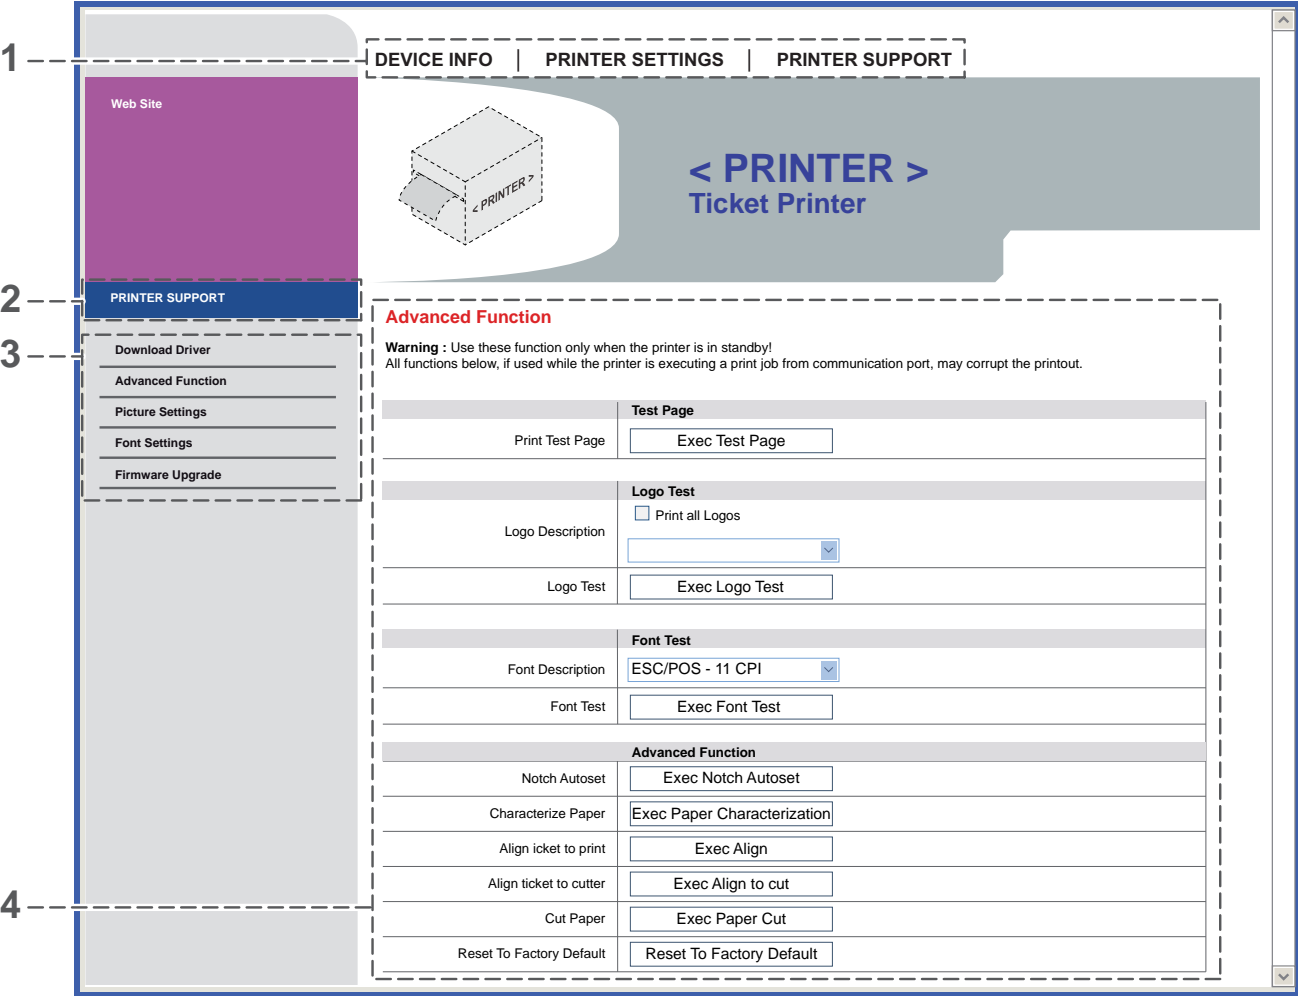 1
DEVICE INFO | PRINTER SETTINGS | PRINTER SUPPORT
Web Site
< PRINTER >
< PRINTER >
Ticket Printer
2
PRINTER SUPPORT
3
Download Driver
Advanced Function
Picture Settings
Font Settings
Firmware Upgrade
Advanced Function
Warning : Use these function only when the printer is in standby!
All functions below, if used while the printer is executing a print job from communication port, may corrupt the printout.
Test Page
Print Test Page Exec Test Page
Logo Test
Print all Logos
Logo Description
Logo Test Exec Logo Test
Font Test
Font Description ESC/POS - 11 CPI
Font Test Exec Font Test
Advanced Function
Notch Autoset Exec Notch Autoset
Characterize Paper Exec Paper Characterization
Align icket to print Exec Align
Align ticket to cutter Exec Align to cut
4
Cut Paper Exec Paper Cut
Reset To Factory Default Reset To Factory Default